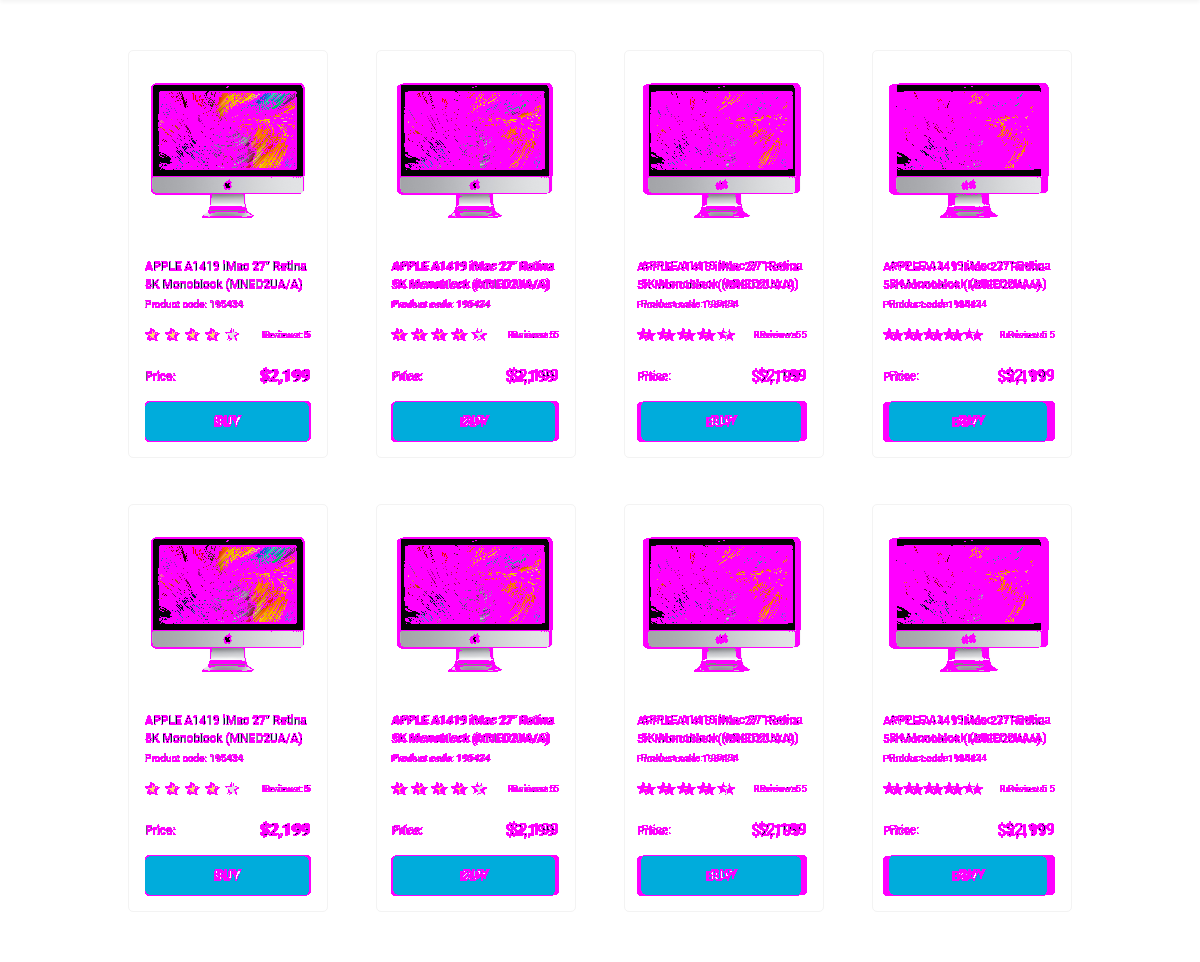 APPLE A1419 iMac 27" Retina
5K Monoblock (MNED2UA/A)
Product code: 195434
Reviews: 5
Price: $2,199
BUY
APPLE A1419 iMac 27" Retina
5K Monoblock (MNED2UA/A)
Product code: 195434
Reviews: 5
Price: $2,199
BUY
APPLE A1419 iMac 27" Retina
5K Monoblock (MNED2UA/A)
Product code: 195434
Reviews: 5
Price: $2,199
BUY
APPLE A1419 iMac 27" Retina
5K Monoblock (MNED2UA/A)
Product code: 195434
Reviews: 5
Price: $2,199
BUY
APPLE A1419 iMac 27" Retina
5K Monoblock (MNED2UA/A)
Product code: 195434
Reviews: 5
Price: $2,199
BUY
APPLE A1419 iMac 27" Retina
5K Monoblock (MNED2UA/A)
Product code: 195434
Reviews: 5
Price: $2,199
BUY
APPLE A1419 iMac 27" Retina
5K Monoblock (MNED2UA/A)
Product code: 195434
Reviews: 5
Price: $2,199
BUY
APPLE A1419 iMac 27" Retina
5K Monoblock (MNED2UA/A)
Product code: 195434
Reviews: 5
Price: $2,199
BUY